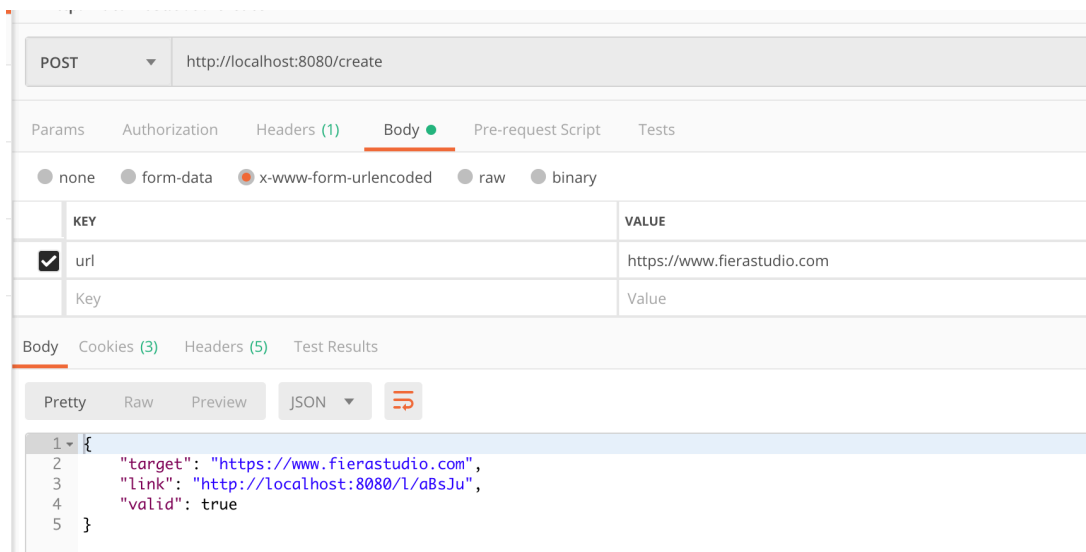 POST http://localhost:8080/create
Params Authorization Headers (1) Body Pre-request Script Tests
none form-data x-www-form-urlencoded raw binary
KEY VALUE
url https://www.fierastudio.com
Key Value
Body Cookies (3) Headers (5) Test Results
Pretty Raw Preview JSON
1 {
2 "target": "https://www.fierastudio.com",
3 "link": "http://localhost:8080/l/aBsJu",
4 "valid": true
5 }